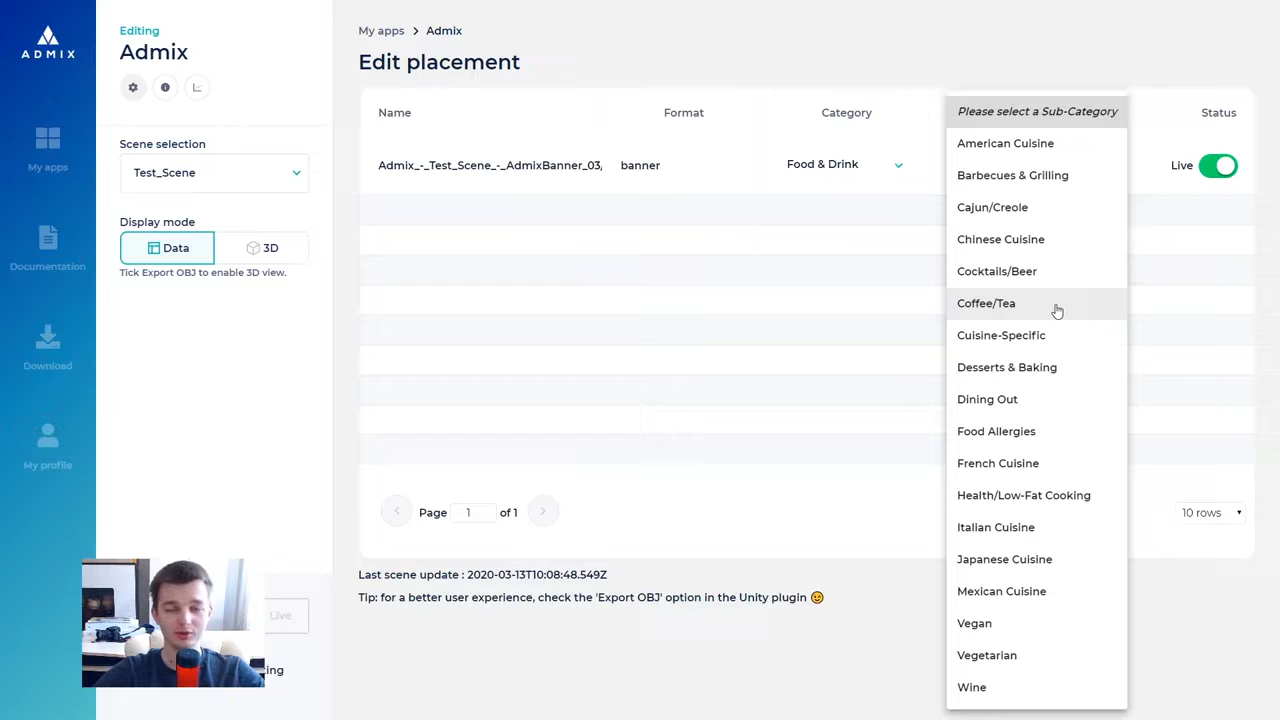 ADMIX
My apps
Documentation
Download
My profile
Editing
Admix
Scene selection
Test_Scene
Display mode
Data
3D
Tick Export OBJ to enable 3D view.
Live
My apps > Admix
Edit placement
Name
Format
Category
Status
Admix_-_Test_Scene_-_AdmixBanner_03,
banner
Food & Drink
Live
Please select a Sub-Category
American Cuisine
Barbecues & Grilling
Cajun/Creole
Chinese Cuisine
Cocktails/Beer
Coffee/Tea
Cuisine-Specific
Desserts & Baking
Dining Out
Food Allergies
French Cuisine
Health/Low-Fat Cooking
Italian Cuisine
Japanese Cuisine
Mexican Cuisine
Vegan
Vegetarian
Wine
Page 1 of 1
10 rows
Last scene update : 2020-03-13T10:08:48.549Z
Tip: for a better user experience, check the 'Export OBJ' option in the Unity plugin 😉